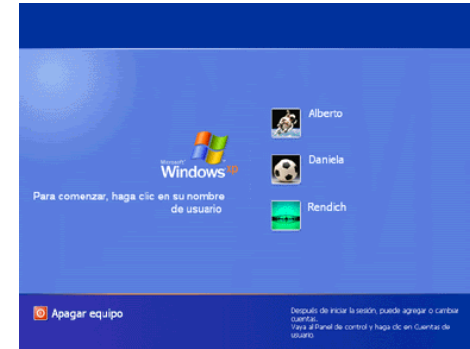 Microsoft
Windows xp
Para comenzar, haga clic en su nombre
de usuario
Alberto
Daniela
Rendich
Apagar equipo
Después de iniciar la sesión, puede agregar o cambiar
cuentas.
Vaya al Panel de control y haga clic en Cuentas de
usuario.